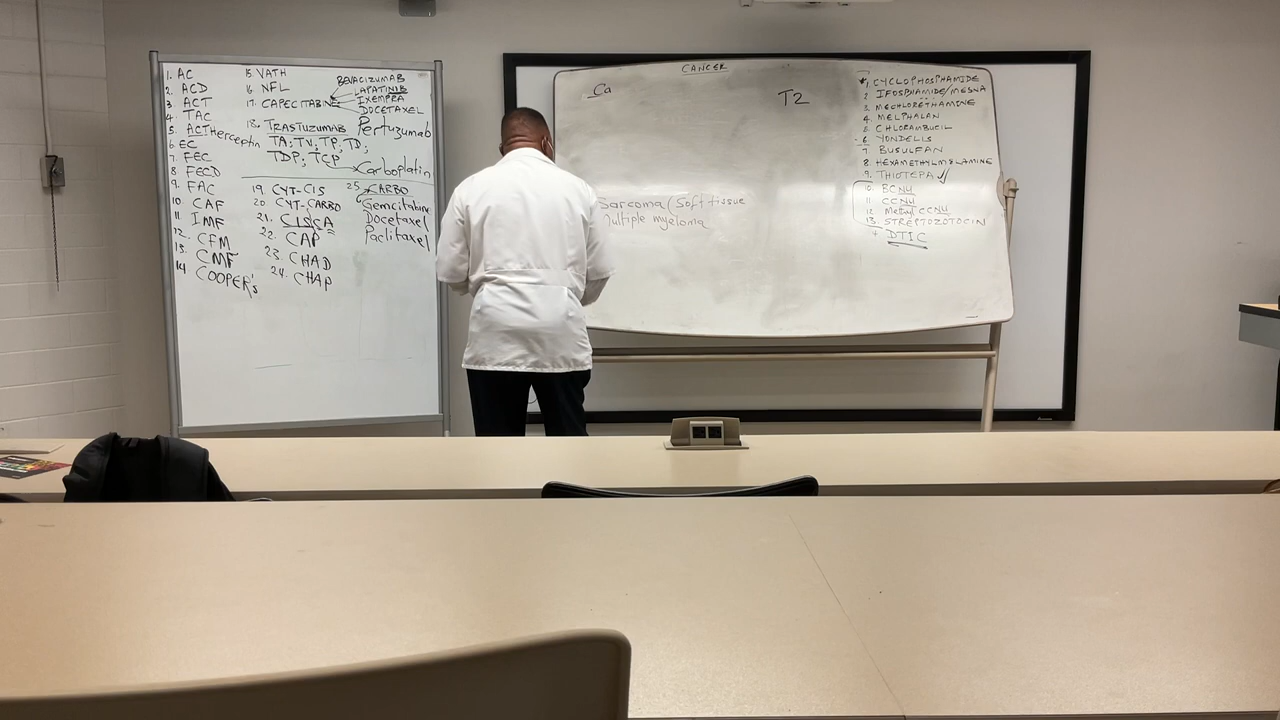 1. AC
2. ACD
3 ACT
4. TAC
5. ACTHerceptin
6 EC
7. FEC
8. FECD
9. FAC
10. CAF
11 IMF
12. CFM
13. CMF
14 COOPER's
15. VATH
16. NFL
17. CAPECITABINE
BEVACIZUMAB
LAPATINIB
IXEMPRA
DOCETAXEL
18. TRASTUZUMAB Pertuzumab
TA; TV; TP; TD;
TDP; TCP Carboplatin
19. CYT-CIS
20. CYT-CARBO
21. CISCA
22. CAP
23. CHAD
24. CHAP
25. CARBO
Gemcitabine
Docetaxel
Paclitaxel
CANCER
Ca
T2
Sarcoma (Soft tissue
multiple myeloma
1. CYCLOPHOSPHAMIDE
2 IFOSPHAMIDE/MESNA
3. MECHLORETHAMINE
4. MELPHALAN
5 CHLORAMBUCIL
6. YONDELLS
7. BUSULFAN
8. HEXAMETHYLMELAMINE
9. THIOTEPA
10. BCNU
11 CCNU
12 Methyl CCNU
13. STREPTOZOTOCIN
4. DTIC